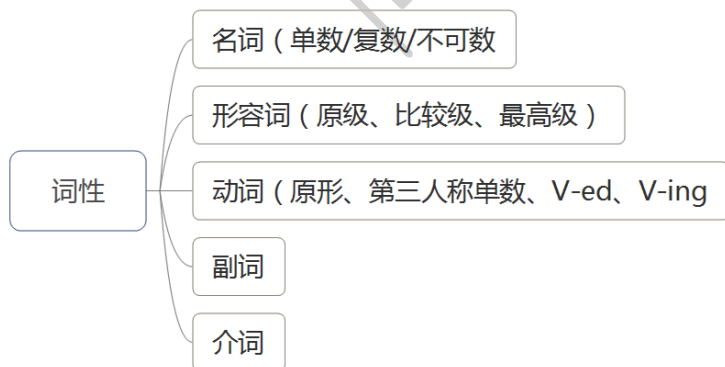 名词（单数/复数/不可数
形容词（原级、比较级、最高级）
词性
动词（原形、第三人称单数、V-ed、V-ing
副词
介词